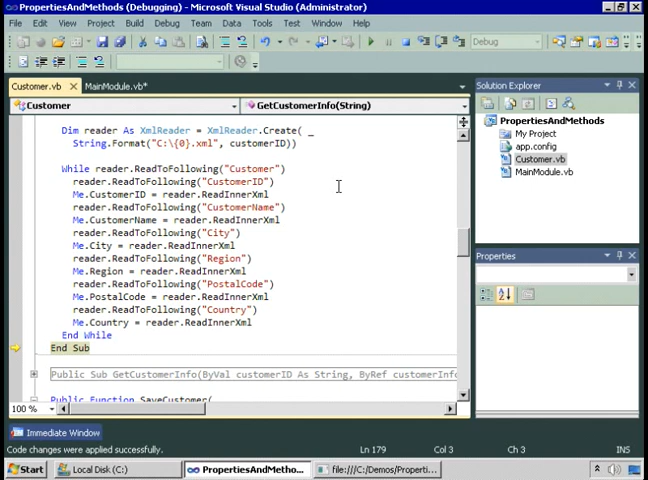 PropertiesAndMethods (Debugging) - Microsoft Visual Studio (Administrator)
File Edit View Project Build Debug Team Data Tools Test Window Help
Debug
Customer.vb MainModule.vb*
Customer GetCustomerInfo(String)
Dim reader As XmlReader = XmlReader.Create( _
String.Format("C:\{0}.xml", customerID))
While reader.ReadToFollowing("Customer")
reader.ReadToFollowing("CustomerID")
Me.CustomerID = reader.ReadInnerXml
reader.ReadToFollowing("CustomerName")
Me.CustomerName = reader.ReadInnerXml
reader.ReadToFollowing("City")
Me.City = reader.ReadInnerXml
reader.ReadToFollowing("Region")
Me.Region = reader.ReadInnerXml
reader.ReadToFollowing("PostalCode")
Me.PostalCode = reader.ReadInnerXml
reader.ReadToFollowing("Country")
Me.Country = reader.ReadInnerXml
End While
End Sub
Public Sub GetCustomerInfo(ByVal customerID As String, ByRef customerInfo
Public Function SaveCustomer(
100 %
Solution Explorer
PropertiesAndMethods
My Project
app.config
Customer.vb
MainModule.vb
Properties
Immediate Window
Code changes were applied successfully. Ln 179 Col 3 Ch 3 INS
Start Local Disk (C:) PropertiesAndMetho... file:///C:/Demos/Properti...